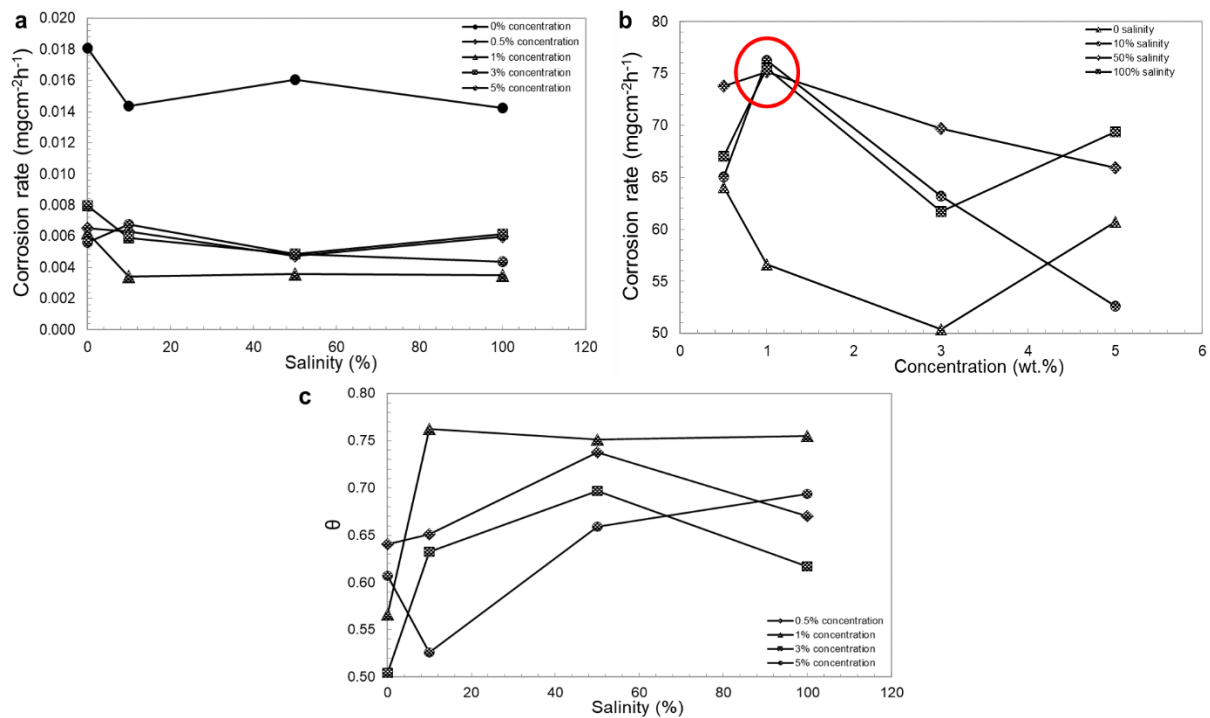 a
Corrosion rate (mgcm-2h-1)
0.020
0.018
0.016
0.014
0.012
0.010
0.008
0.006
0.004
0.002
0.000
0% concentration
0.5% concentration
1% concentration
3% concentration
5% concentration
0 20 40 60 80 100 120
Salinity (%)
b
Corrosion rate (mgcm-2h-1)
80
75
70
65
60
55
50
0 salinity
10% salinity
50% salinity
100% salinity
0 1 2 3 4 5 6
Concentration (wt.%)
c
θ
0.80
0.75
0.70
0.65
0.60
0.55
0.50
0.5% concentration
1% concentration
3% concentration
5% concentration
0 20 40 60 80 100 120
Salinity (%)